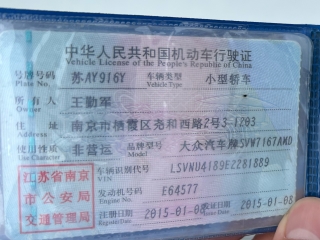 中华人民共和国机动车行驶证
Vehicle License of the People's Republic of China
号牌号码 苏AY916Y 车辆类型 小型轿车
Plate No. Vehicle Type
所有人 王勤军
Owner
住址 南京市栖霞区尧和西路2号3-1203
Address
使用性质 非营运 品牌型号 大众汽车牌SVW7167AMD
Use Character Model
江苏省南京
市公安局
交通管理局
车辆识别代号 LSVNU4189E2281889
VIN
发动机号码 E64577
Engine No.
注册日期 2015-01-08 发证日期 2015-01-08